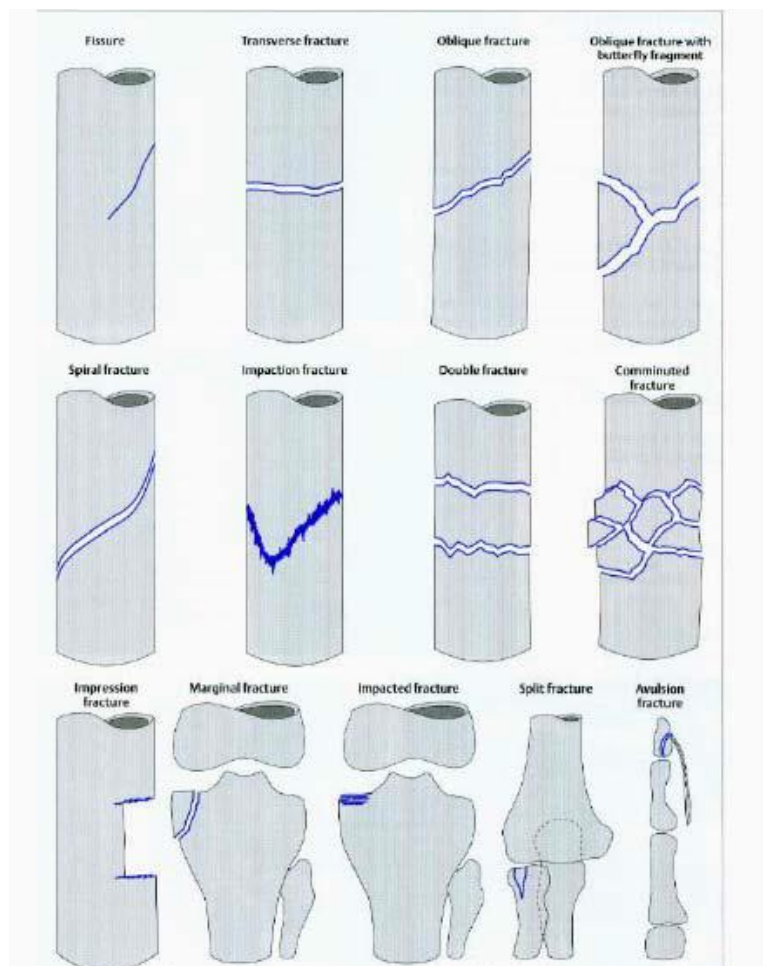 Fissure
Transverse fracture
Oblique fracture
Oblique fracture with
butterfly fragment
Spiral fracture
Impaction fracture
Double fracture
Comminuted
fracture
Impression
fracture
Marginal fracture
Impacted fracture
Split fracture
Avulsion
fracture